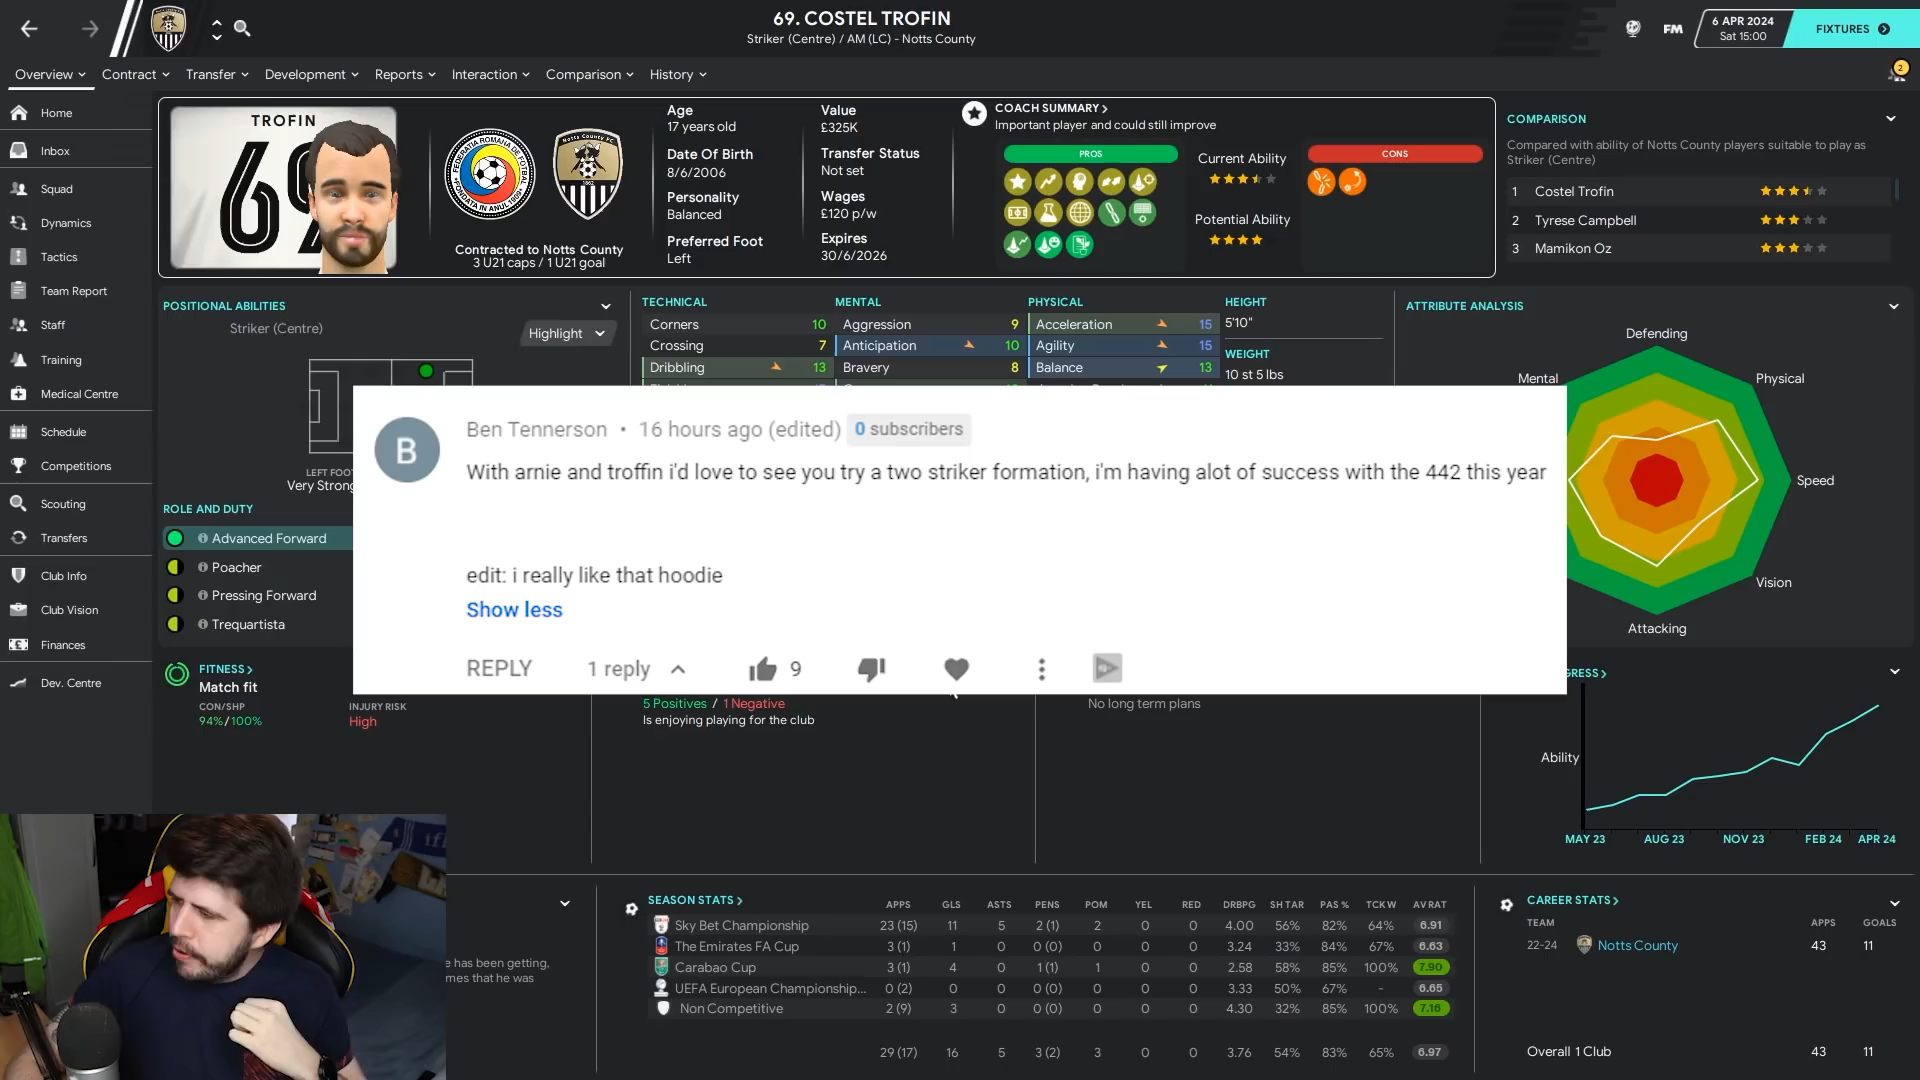 69. COSTEL TROFIN
Striker (Centre) / AM (LC) - Notts County
FM
6 APR 2024
Sat 15:00
FIXTURES
Overview
Contract
Transfer
Development
Reports
Interaction
Comparison
History
2
Home
Inbox
Squad
Dynamics
Tactics
Team Report
Staff
Training
Medical Centre
Schedule
Competitions
Scouting
Transfers
Club Info
Club Vision
Finances
Dev. Centre
TROFIN
69
Contracted to Notts County
3 U21 caps / 1 U21 goal
Age
17 years old
Date Of Birth
8/6/2006
Personality
Balanced
Preferred Foot
Left
Value
£325K
Transfer Status
Not set
Wages
£120 p/w
Expires
30/6/2026
COACH SUMMARY >
Important player and could still improve
PROS
Current Ability
Potential Ability
CONS
COMPARISON
Compared with ability of Notts County players suitable to play as
Striker (Centre)
1 Costel Trofin
2 Tyrese Campbell
3 Mamikon Oz
POSITIONAL ABILITIES
Striker (Centre)
Highlight
LEFT FOO
Very Strong
ROLE AND DUTY
Advanced Forward
Poacher
Pressing Forward
Trequartista
TECHNICAL
Corners 10
Crossing 7
Dribbling 13
MENTAL
Aggression 9
Anticipation 10
Bravery 8
PHYSICAL
Acceleration 15
Agility 15
Balance 13
HEIGHT
5'10"
WEIGHT
10 st 5 lbs
ATTRIBUTE ANALYSIS
Defending
Physical
Speed
Vision
Attacking
Mental
B
Ben Tennerson • 16 hours ago (edited) 0 subscribers
With arnie and troffin i'd love to see you try a two striker formation, i'm having alot of success with the 442 this year
edit: i really like that hoodie
Show less
REPLY 1 reply 9
FITNESS >
Match fit
CON/SHP
94%/100%
INJURY RISK
High
5 Positives / 1 Negative
Is enjoying playing for the club
No long term plans
GRESS >
Ability
MAY 23 AUG 23 NOV 23 FEB 24 APR 24
e has been getting,
mes that he was
SEASON STATS > APPS GLS ASTS PENS POM YEL RED DRBPG SH TAR PAS % TCK W AV RAT
Sky Bet Championship 23 (15) 11 5 2 (1) 2 0 0 4.00 56% 82% 64% 6.91
The Emirates FA Cup 3 (1) 1 0 0 (0) 0 0 0 3.24 33% 84% 67% 6.63
Carabao Cup 3 (1) 4 0 1 (1) 1 0 0 2.58 58% 85% 100% 7.90
UEFA European Championship... 0 (2) 0 0 0 (0) 0 0 0 3.33 50% 67% - 6.65
Non Competitive 2 (9) 3 0 0 (0) 0 0 0 4.30 32% 85% 100% 7.16
29 (17) 16 5 3 (2) 3 0 0 3.76 54% 83% 65% 6.97
CAREER STATS >
TEAM APPS GOALS
22-24 Notts County 43 11
Overall 1 Club 43 11